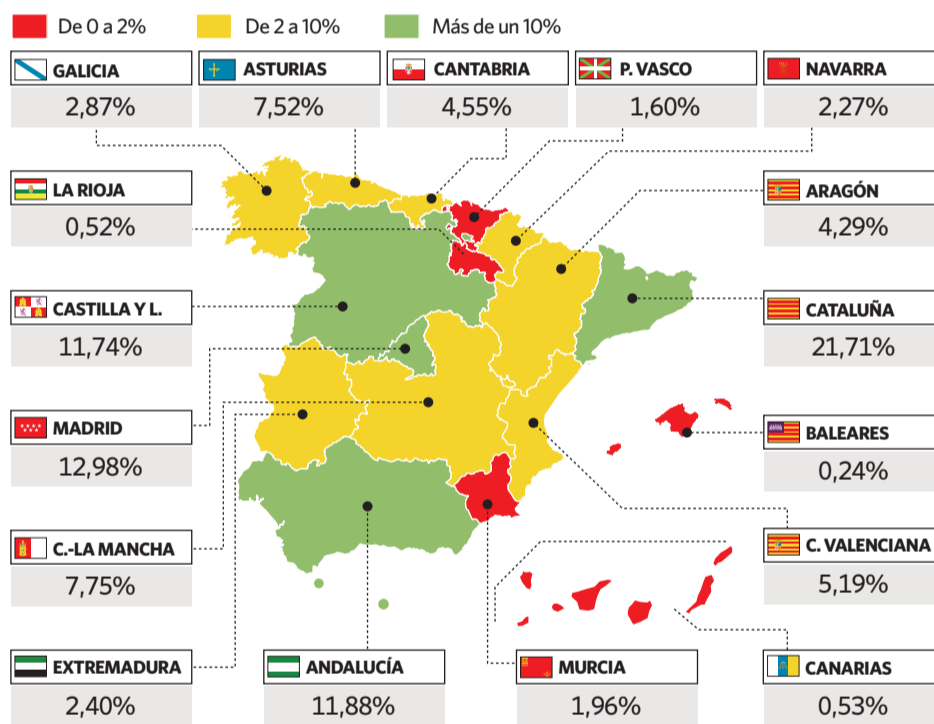 De 0 a 2%
De 2 a 10%
Más de un 10%
GALICIA
2,87%
ASTURIAS
7,52%
CANTABRIA
4,55%
P. VASCO
1,60%
NAVARRA
2,27%
LA RIOJA
0,52%
ARAGÓN
4,29%
CASTILLA Y L.
11,74%
CATALUÑA
21,71%
MADRID
12,98%
BALEARES
0,24%
C.-LA MANCHA
7,75%
C. VALENCIANA
5,19%
EXTREMADURA
2,40%
ANDALUCÍA
11,88%
MURCIA
1,96%
CANARIAS
0,53%